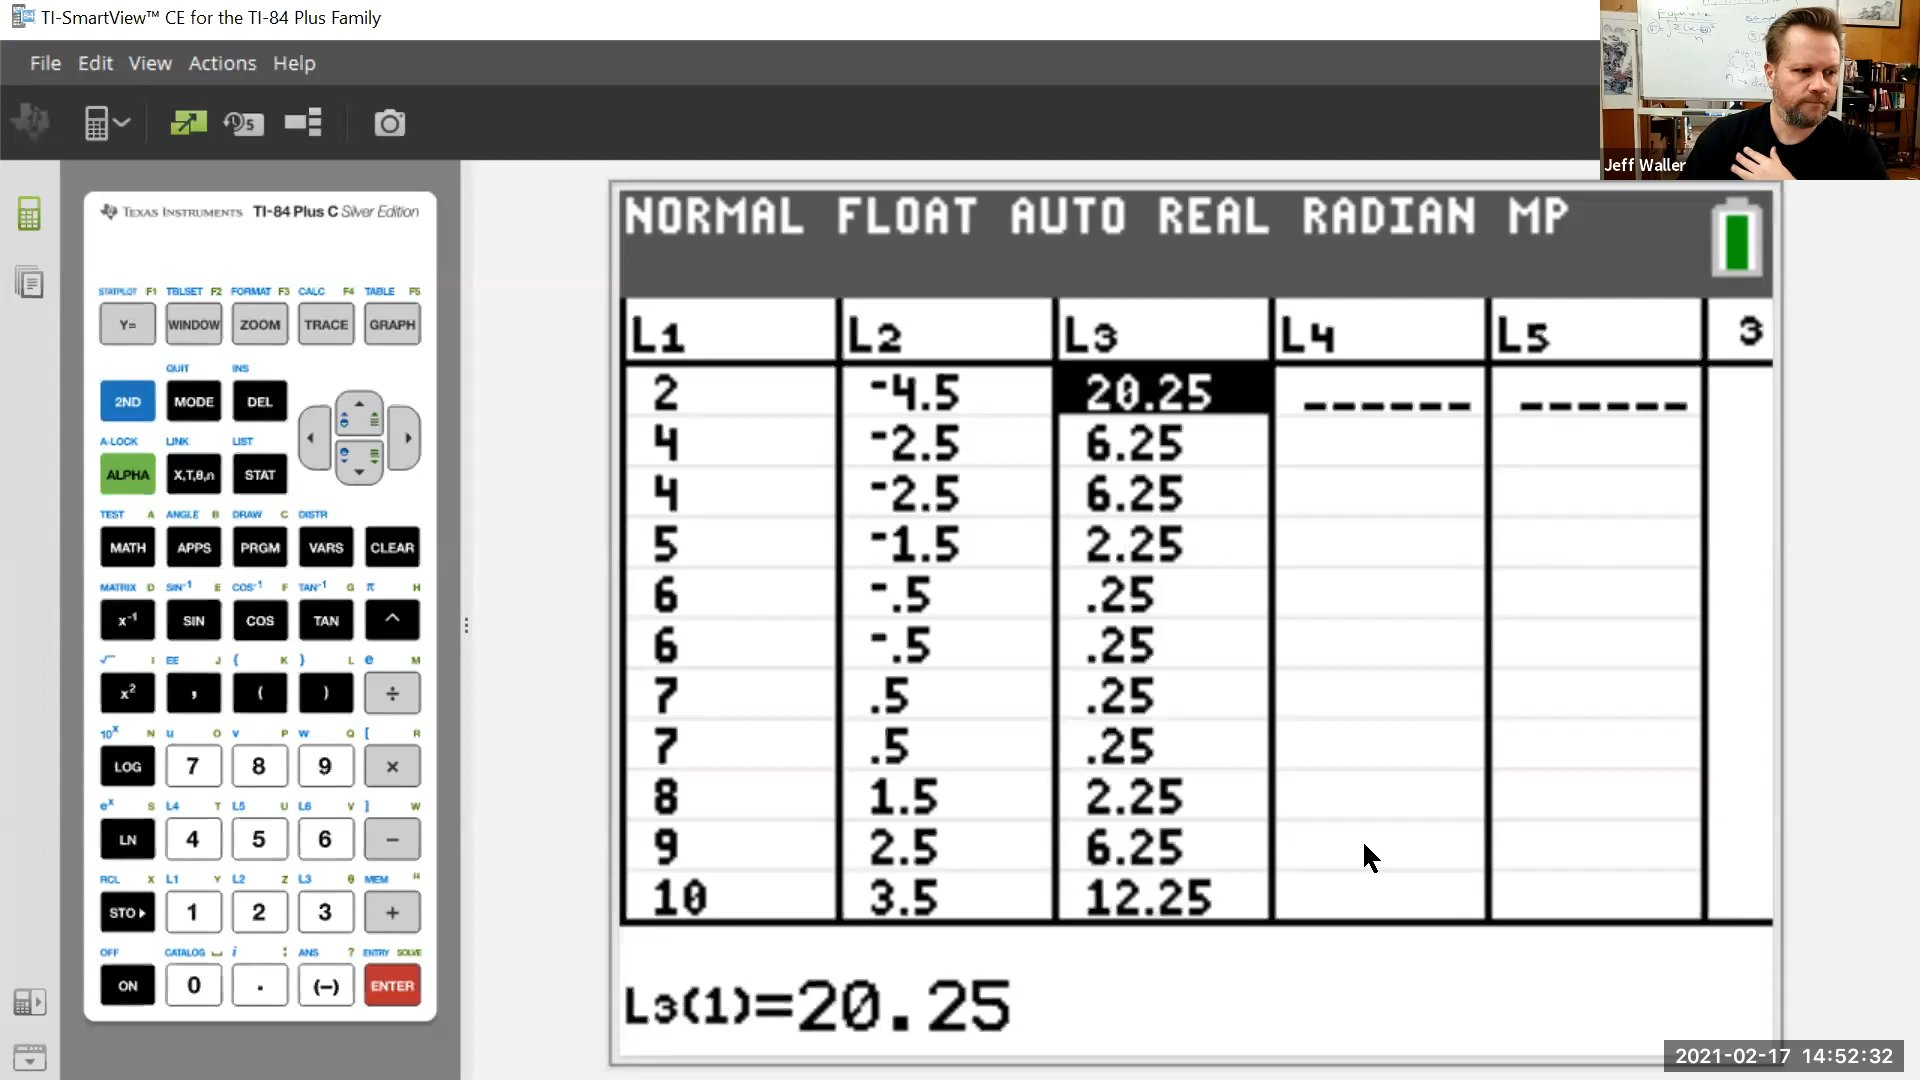 TI-SmartView™ CE for the TI-84 Plus Family
File Edit View Actions Help
Jeff Waller
TEXAS INSTRUMENTS TI-84 Plus C Silver Edition
STATPLOT F1 TBLSET F2 FORMAT F3 CALC F4 TABLE F5
Y= WINDOW ZOOM TRACE GRAPH
QUIT INS
2ND MODE DEL
A-LOCK LINK LIST
ALPHA X,T,θ,n STAT
TEST A ANGLE B DRAW C DISTR
MATH APPS PRGM VARS CLEAR
MATRIX D SIN⁻¹ E COS⁻¹ F TAN⁻¹ G π H
x⁻¹ SIN COS TAN ^
√ I EE J { K } L e M
x² , ( ) ÷
10ˣ N u O v P w Q [ R
LOG 7 8 9 ×
eˣ S L4 T L5 U L6 V ] W
LN 4 5 6 −
RCL X L1 Y L2 Z L3 θ MEM "
STO▸ 1 2 3 +
OFF CATALOG ⎵ i : ANS ? ENTRY SOLVE
ON 0 . (−) ENTER
NORMAL FLOAT AUTO REAL RADIAN MP
L1 L2 L3 L4 L5 3
2 -4.5 20.25 ------ ------
4 -2.5 6.25
4 -2.5 6.25
5 -1.5 2.25
6 -.5 .25
6 -.5 .25
7 .5 .25
7 .5 .25
8 1.5 2.25
9 2.5 6.25
10 3.5 12.25
L3(1)=20.25
2021-02-17 14:52:32